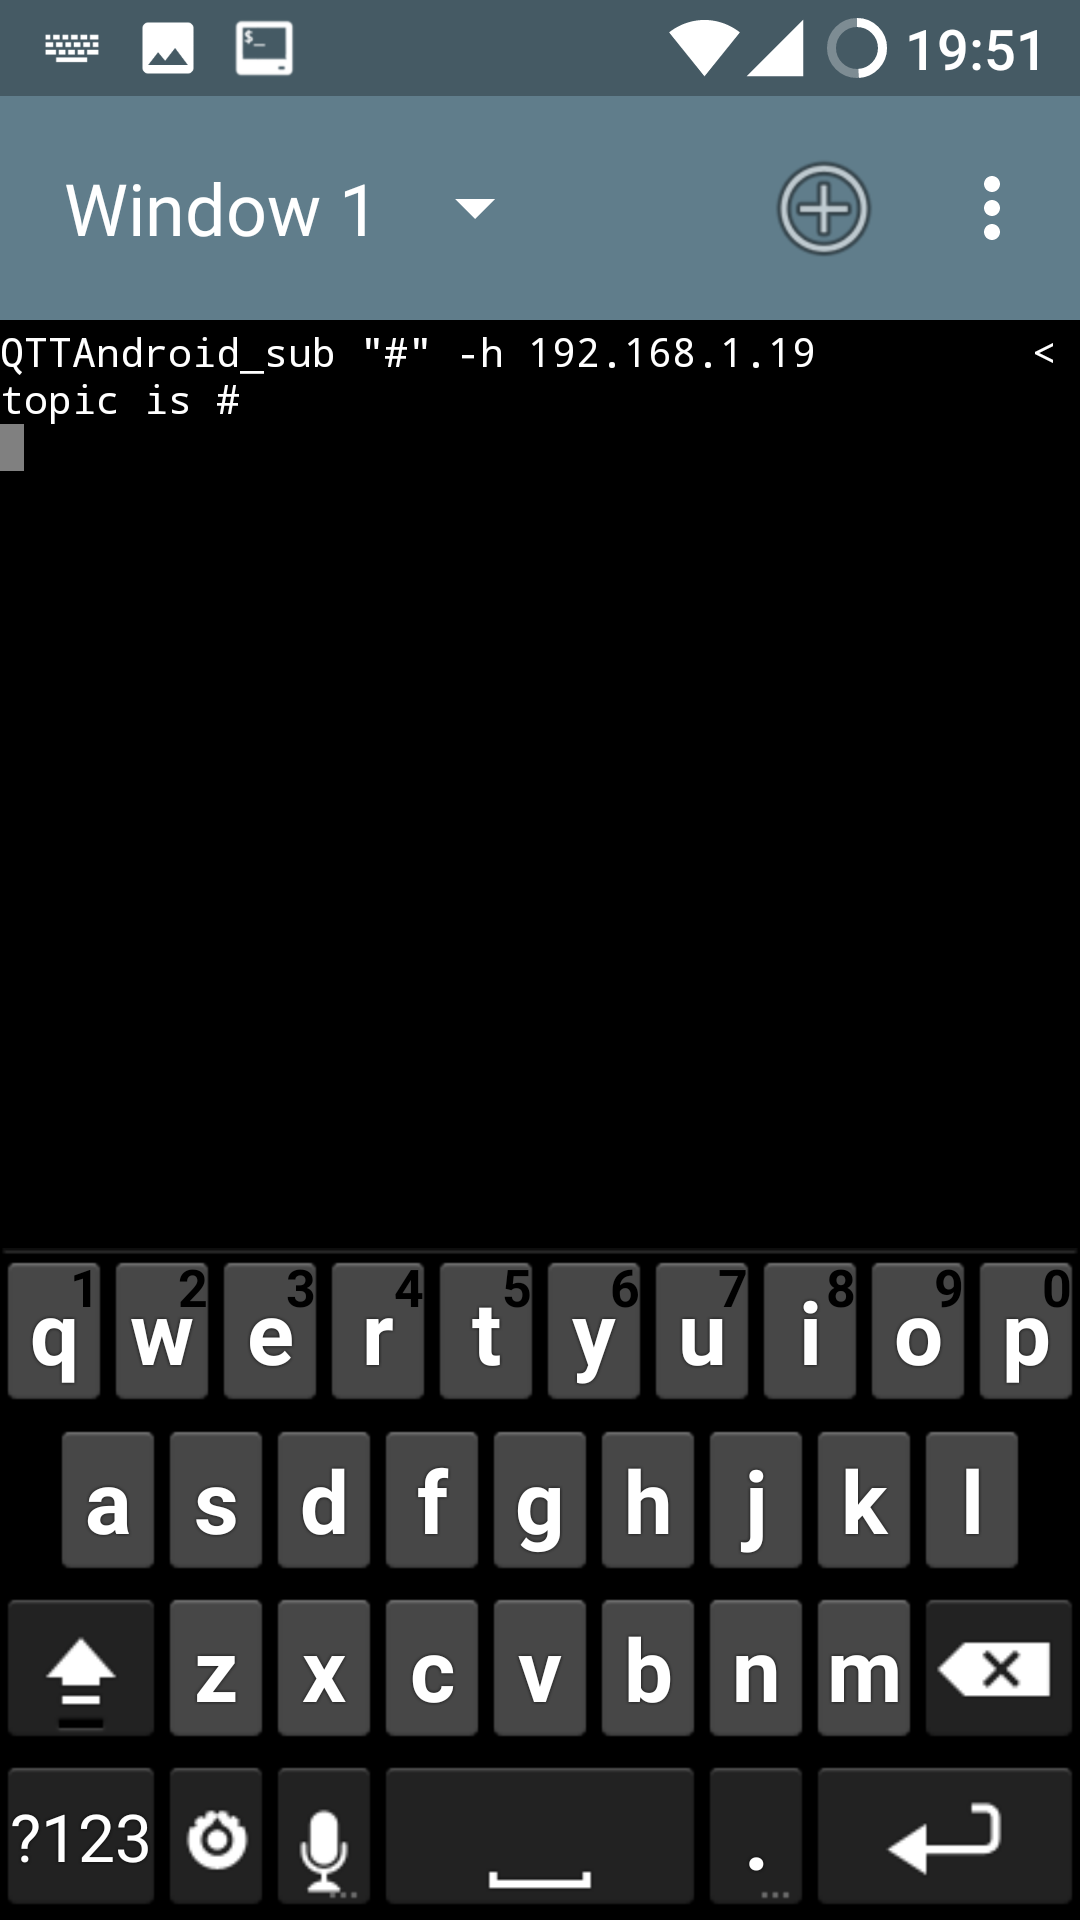 $_
19:51
Window 1
QTTAndroid_sub "#" -h 192.168.1.19 <
topic is #
1 2 3 4 5 6 7 8 9 0
q w e r t y u i o p
a s d f g h j k l
z x c v b n m
?123 ... . ...